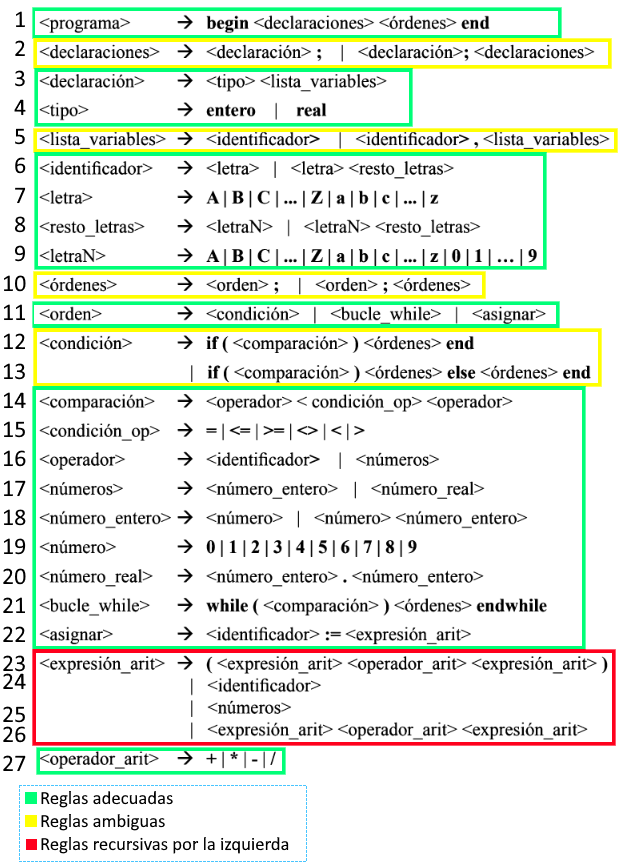 1 <programa> → begin <declaraciones> <órdenes> end
2 <declaraciones> → <declaración> ; | <declaración>; <declaraciones>
3 <declaración> → <tipo> <lista_variables>
4 <tipo> → entero | real
5 <lista_variables> → <identificador> | <identificador> , <lista_variables>
6 <identificador> → <letra> | <letra> <resto_letras>
7 <letra> → A | B | C | ... | Z | a | b | c | ... | z
8 <resto_letras> → <letraN> | <letraN> <resto_letras>
9 <letraN> → A | B | C | ... | Z | a | b | c | ... | z | 0 | 1 | … | 9
10 <órdenes> → <orden> ; | <orden> ; <órdenes>
11 <orden> → <condición> | <bucle_while> | <asignar>
12 <condición> → if ( <comparación> ) <órdenes> end
13 | if ( <comparación> ) <órdenes> else <órdenes> end
14 <comparación> → <operador> < condición_op> <operador>
15 <condición_op> → = | <= | >= | <> | < | >
16 <operador> → <identificador> | <números>
17 <números> → <número_entero> | <número_real>
18 <número_entero> → <número> | <número> <número_entero>
19 <número> → 0 | 1 | 2 | 3 | 4 | 5 | 6 | 7 | 8 | 9
20 <número_real> → <número_entero> . <número_entero>
21 <bucle_while> → while ( <comparación> ) <órdenes> endwhile
22 <asignar> → <identificador> := <expresión_arit>
23 <expresión_arit> → ( <expresión_arit> <operador_arit> <expresión_arit> )
24 | <identificador>
25 | <números>
26 | <expresión_arit> <operador_arit> <expresión_arit>
27 <operador_arit> → + | * | - | /
Reglas adecuadas
Reglas ambiguas
Reglas recursivas por la izquierda